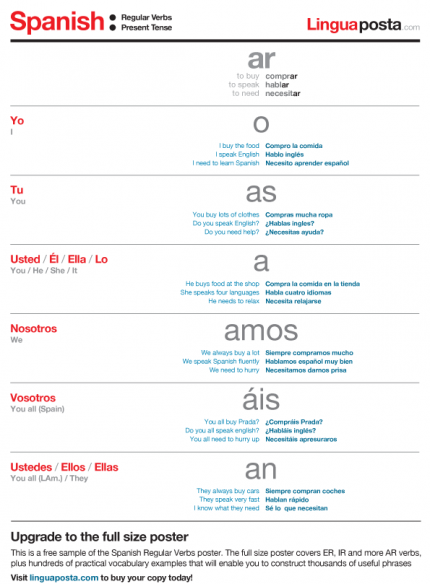 Spanish : Regular Verbs
Present Tense
Linguaposta.com
ar
to buy comprar
to speak hablar
to need necesitar
Yo
I
o
I buy the food Compro la comida
I speak English Hablo inglés
I need to learn Spanish Necesito aprender español
Tu
You
as
You buy lots of clothes Compras mucha ropa
Do you speak English? ¿Hablas ingles?
Do you need help? ¿Necesitas ayuda?
Usted / Él / Ella / Lo
You / He / She / It
a
He buys food at the shop Compra la comida en la tienda
She speaks four languages Habla cuatro idiomas
He needs to relax Necesita relajarse
Nosotros
We
amos
We always buy a lot Siempre compramos mucho
We speak Spanish fluently Hablamos español muy bien
We need to hurry Necesitamos darnos prisa
Vosotros
You all (Spain)
áis
You all buy Prada? ¿Compráis Prada?
Do you all speak english? ¿Habláis inglés?
You all need to hurry up Necesitáis apresuraros
Ustedes / Ellos / Ellas
You all (LAm.) / They
an
They always buy cars Siempre compran coches
They speak very fast Hablan rápido
I know what they need Sé lo que necesitan
Upgrade to the full size poster
This is a free sample of the Spanish Regular Verbs poster. The full size poster covers ER, IR and more AR verbs,
plus hundreds of practical vocabulary examples that will enable you to construct thousands of useful phrases
Visit linguaposta.com to buy your copy today!